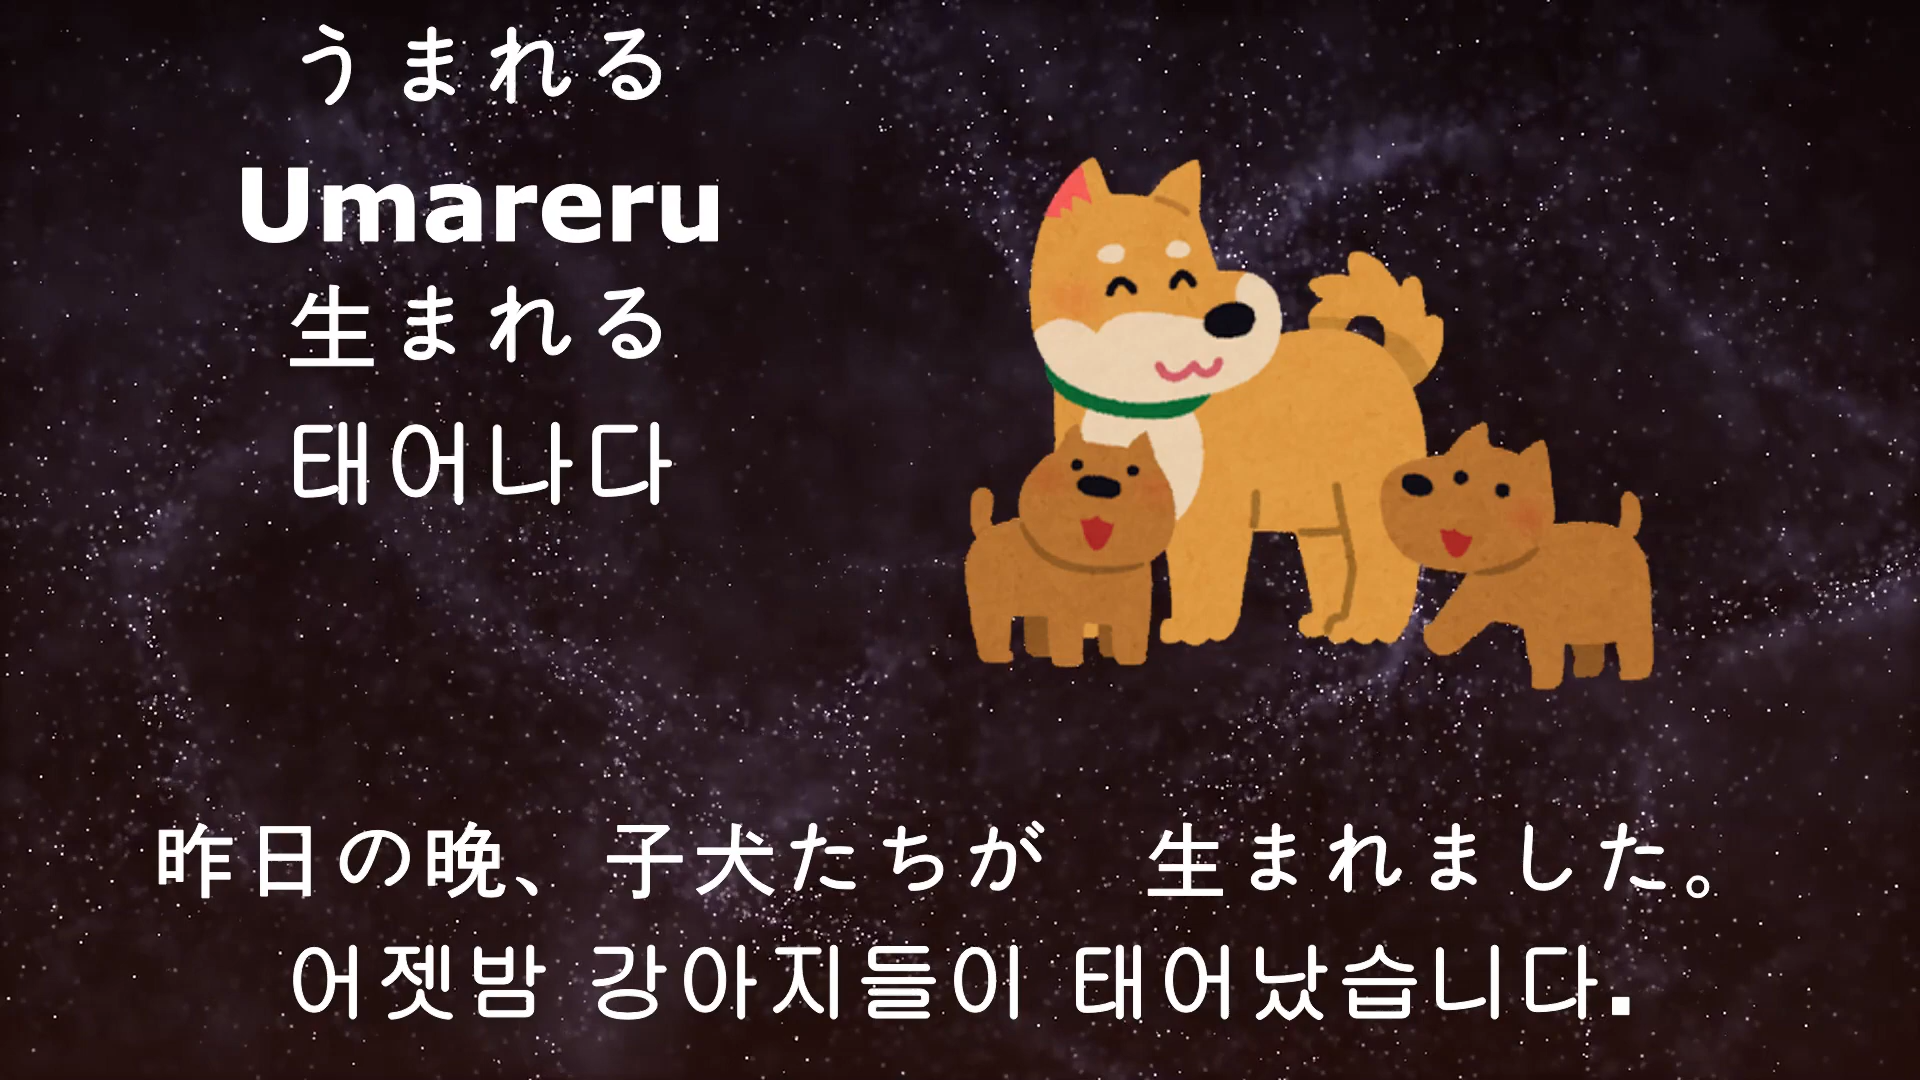 うまれる
Umareru
生まれる
태어나다
昨日の晩、子犬たちが　生まれました。
어젯밤 강아지들이 태어났습니다.